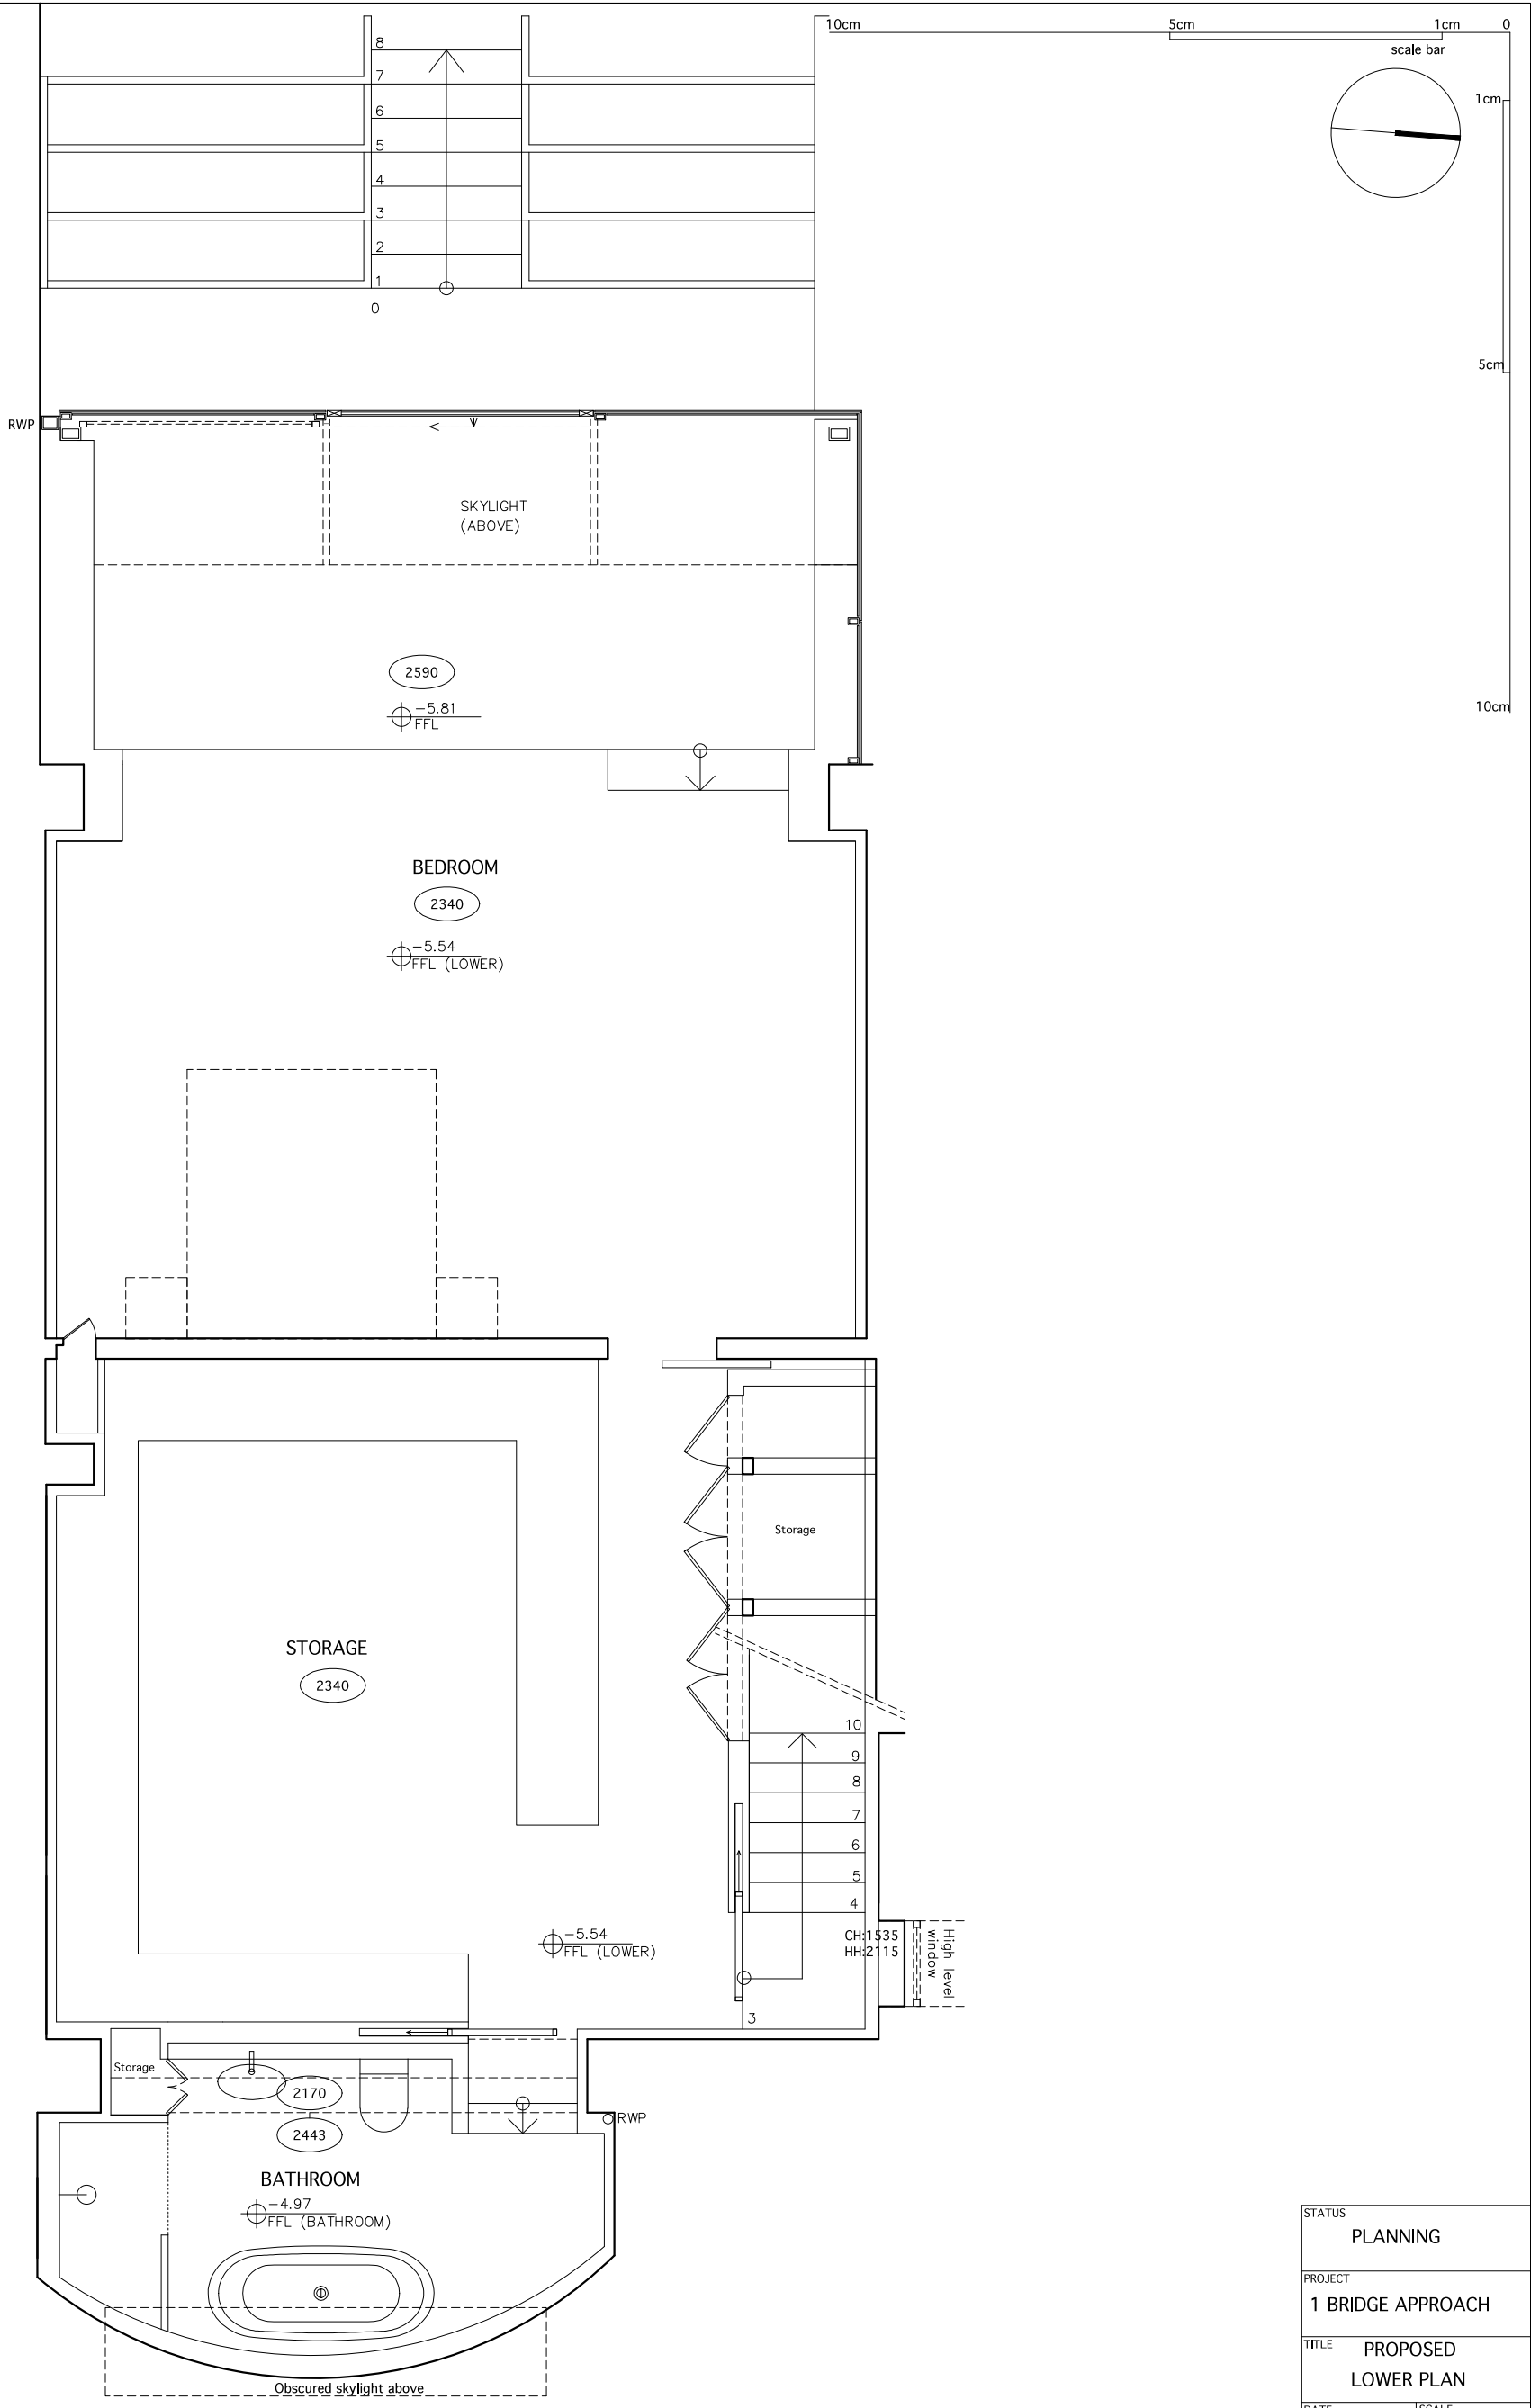 10cm
5cm
1cm
0
scale bar
1cm
5cm
10cm
8
7
6
5
4
3
2
1
0
RWP
SKYLIGHT
(ABOVE)
2590
-5.81
FFL
BEDROOM
2340
-5.54
FFL (LOWER)
Storage
STORAGE
2340
10
9
8
7
6
5
4
-5.54
FFL (LOWER)
CH:1535
HH:2115
High level
window
3
Storage
2170
RWP
2443
BATHROOM
-4.97
FFL (BATHROOM)
Obscured skylight above
STATUS
PLANNING
PROJECT
1 BRIDGE APPROACH
TITLE
PROPOSED
LOWER PLAN
DATE
SCALE